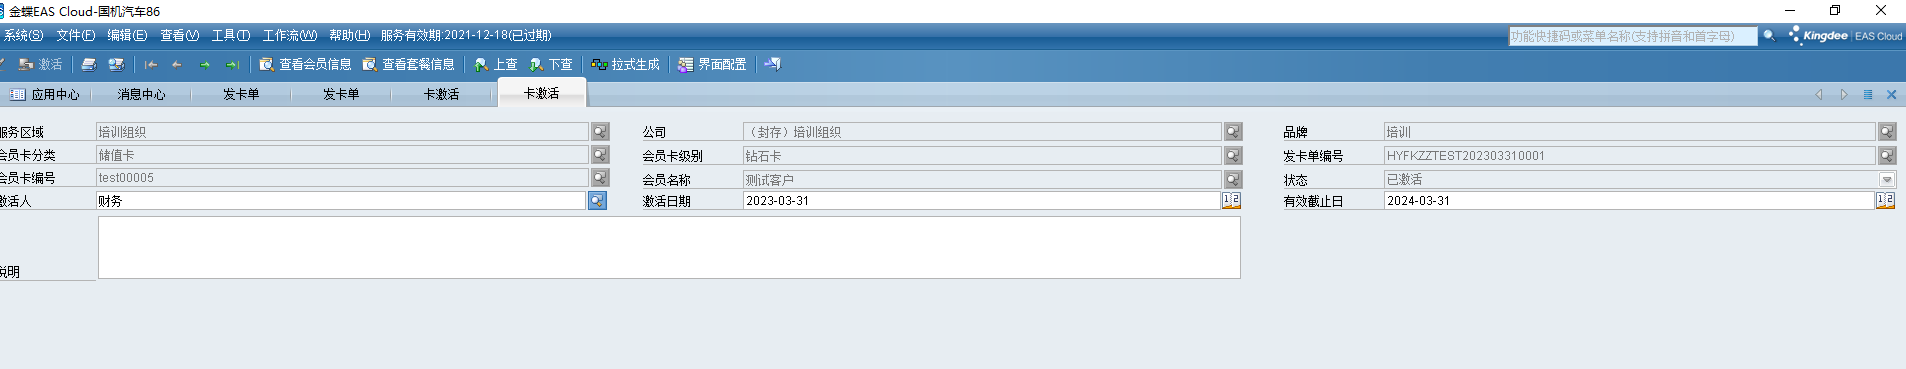 金蝶EAS Cloud-国机汽车86
系统(S) 文件(F) 编辑(E) 查看(V) 工具(T) 工作流(W) 帮助(H) 服务有效期:2021-12-18(已过期) 功能快捷码或菜单名称(支持拼音和首字母) Kingdee EAS Cloud
激活 查看会员信息 查看套餐信息 上查 下查 拉式生成 界面配置
应用中心 消息中心 发卡单 发卡单 卡激活 卡激活
服务区域 培训组织 公司 (封存)培训组织 品牌 培训
会员卡分类 储值卡 会员卡级别 钻石卡 发卡单编号 HYFKZZTEST202303310001
会员卡编号 test00005 会员名称 测试客户 状态 已激活
激活人 财务 激活日期 2023-03-31 有效截止日 2024-03-31
说明